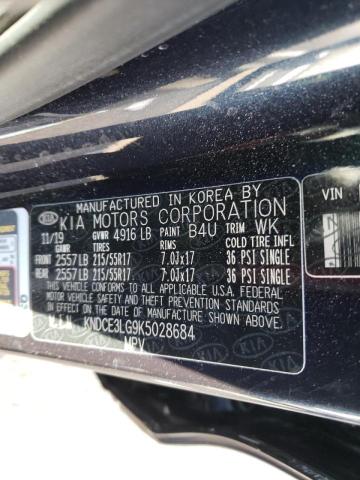 MANUFACTURED IN KOREA BY
KIA MOTORS CORPORATION
11/19 GVWR 4916 LB PAINT B4U TRIM WK
GAWR TIRES RIMS COLD TIRE INFL
FRONT 2557 LB 215/55R17 7.0Jx17 36 PSI SINGLE
REAR 2557 LB 215/55R17 7.0Jx17 36 PSI SINGLE
THIS VEHICLE CONFORMS TO ALL APPLICABLE U.S.A FEDERAL
MOTOR VEHICLE SAFETY AND THEFT PREVENTION STANDARDS
IN EFFECT ON THE DATE OF MANUFACTURE SHOWN ABOVE.
KNDCE3LG9K5028684
MPV
VIN